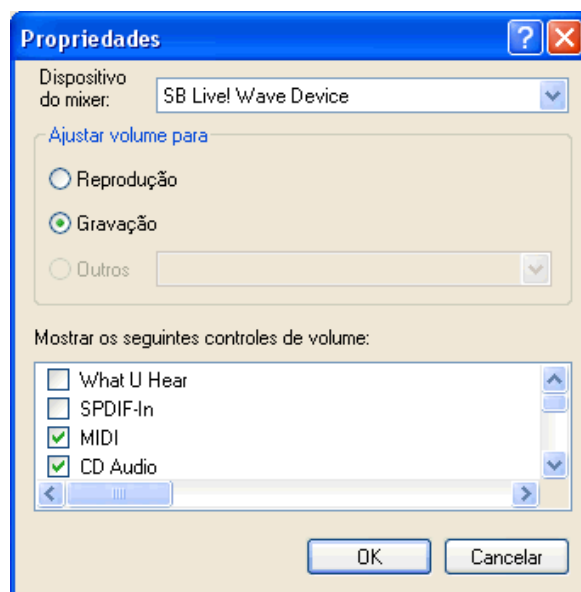 Propriedades
Dispositivo
do mixer:
SB Live! Wave Device
Ajustar volume para
Reprodução
Gravação
Outros
Mostrar os seguintes controles de volume:
What U Hear
SPDIF-In
MIDI
CD Audio
OK Cancelar